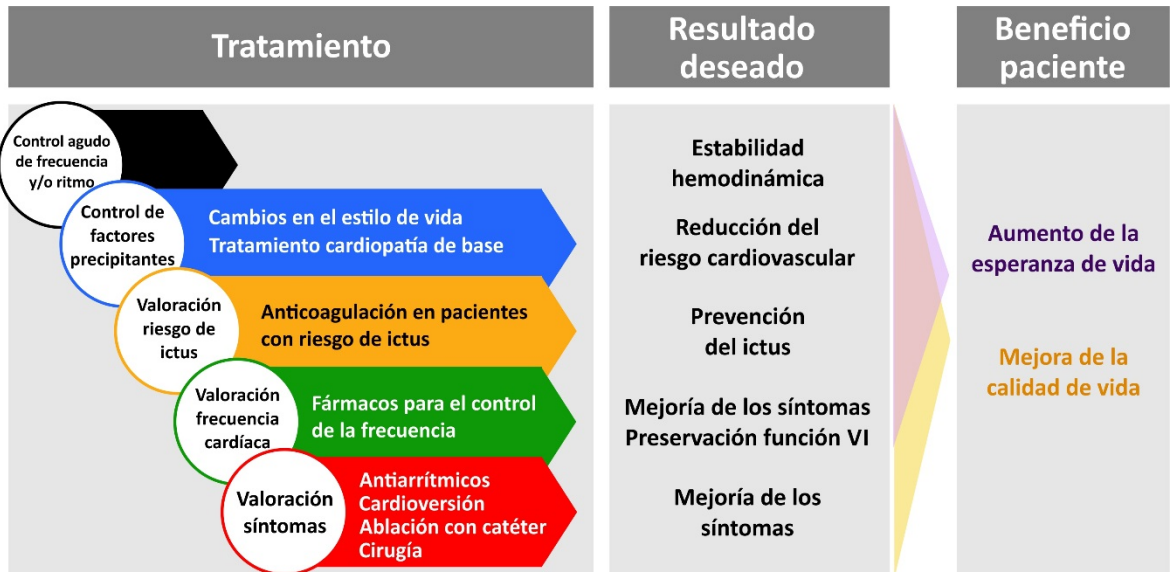 Tratamiento
Resultado
deseado
Beneficio
paciente
Control agudo
de frecuencia
y/o ritmo
Estabilidad
hemodinámica
Control de
factores
precipitantes
Cambios en el estilo de vida
Tratamiento cardiopatía de base
Reducción del
riesgo cardiovascular
Aumento de la
esperanza de vida
Valoración
riesgo de
ictus
Anticoagulación en pacientes
con riesgo de ictus
Prevención
del ictus
Mejora de la
calidad de vida
Valoración
frecuencia
cardíaca
Fármacos para el control
de la frecuencia
Mejoría de los síntomas
Preservación función VI
Valoración
síntomas
Antiarrítmicos
Cardioversión
Ablación con catéter
Cirugía
Mejoría de los
síntomas